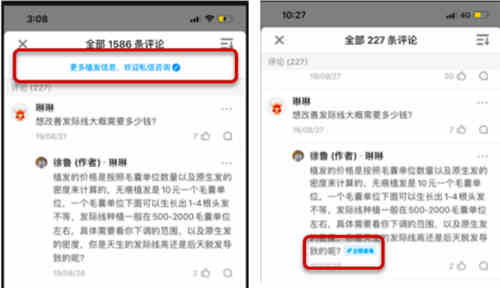 3:08
全部 1586 条评论
更多植发信息，欢迎私信咨询
评论 (227)
琳琳
想改善发际线大概需要多少钱?
19/08/27
7
徐鲁 (作者) · 琳琳
植发的价格是按照毛囊单位数量以及原生发的
密度来计算的，无痕植发是 10 元一个毛囊单
位，一个毛囊单位下面可以生长出 1-4 根头发
不等，发际线种植一般在 500-2000 毛囊单位
左右，具体需要看你下调的范围，以及原生发
的密度，你是天生的发际线高还是后天脱发导
致的呢?
19/08/28
2
10:27
4G
全部 227 条评论
评论 (227)
19/08/27
琳琳
想改善发际线大概需要多少钱?
19/08/27
7
徐鲁 (作者) · 琳琳
植发的价格是按照毛囊单位数量以及原生发的
密度来计算的，无痕植发是 10 元一个毛囊单
位，一个毛囊单位下面可以生长出 1-4 根头发
不等，发际线种植一般在 500-2000 毛囊单位
左右，具体需要看你下调的范围，以及原生发
的密度，你是天生的发际线高还是后天脱发导
致的呢?
19/08/28
2